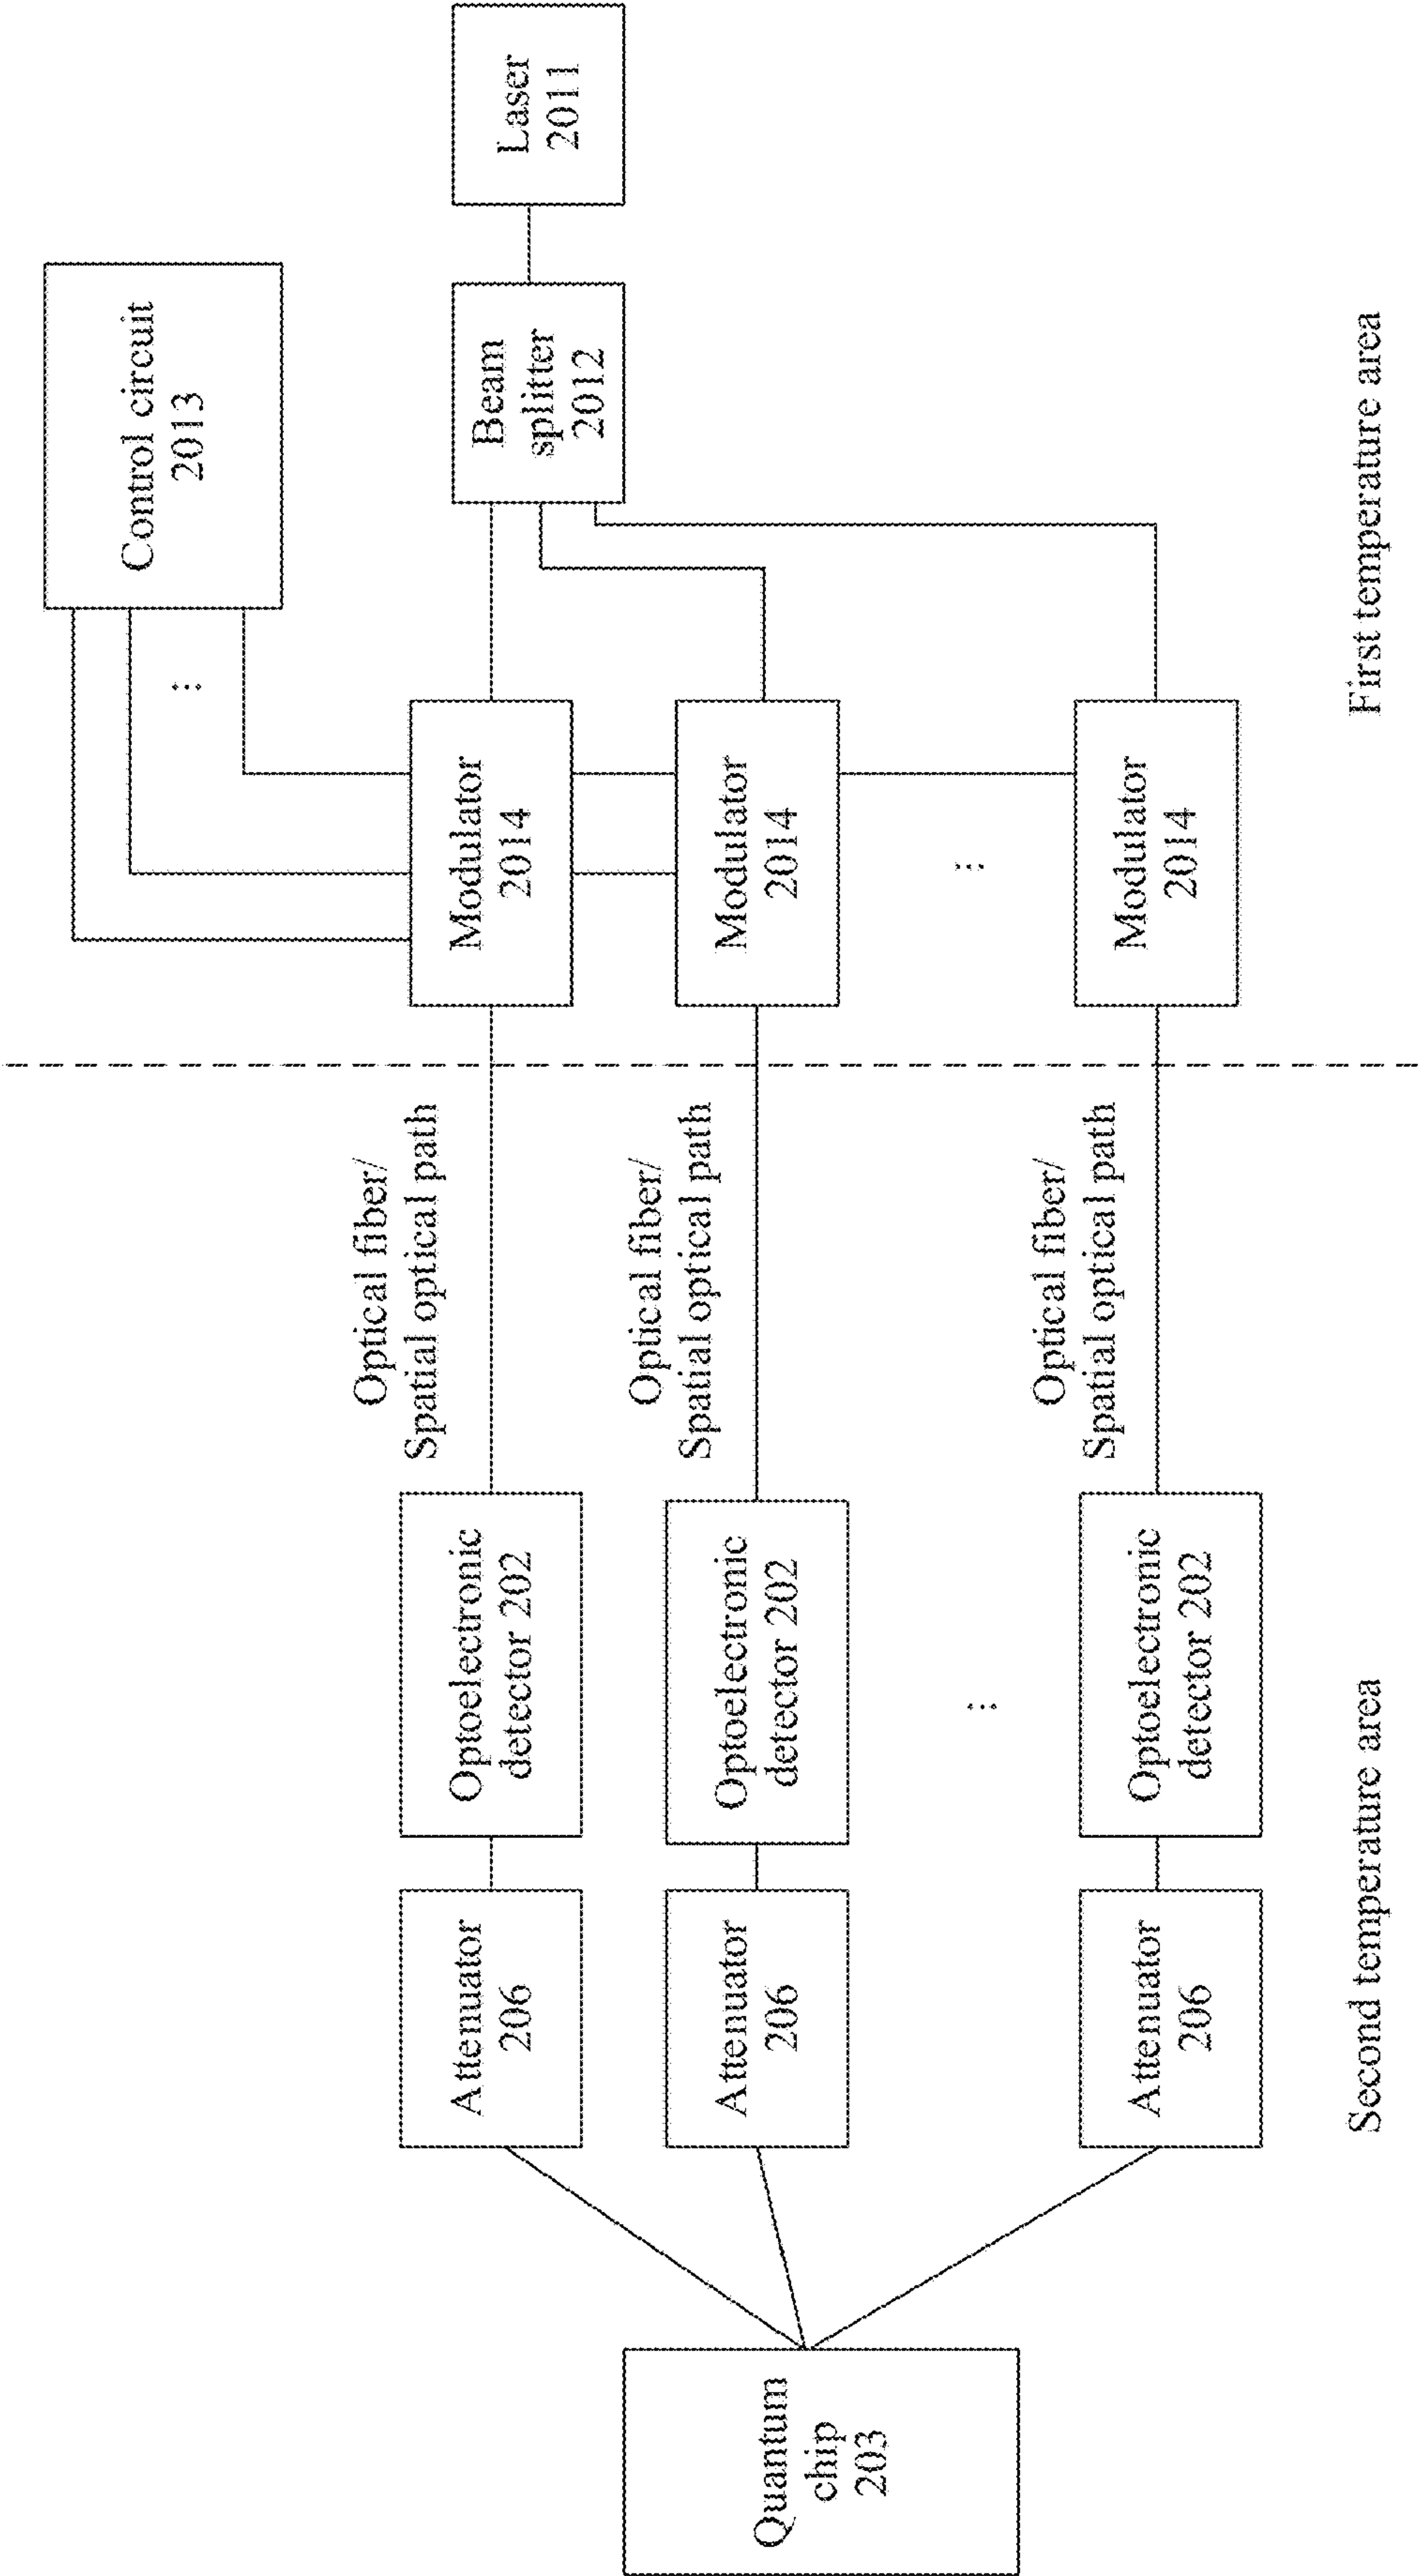 Control circuit
2013
Laser
2011
Beam
splitter
2012
Modulator
2014
Modulator
2014
Modulator
2014
First temperature area
Optical fiber/
Spatial optical path
Optical fiber/
Spatial optical path
Optical fiber/
Spatial optical path
Optoelectronic
detector 202
Optoelectronic
detector 202
Optoelectronic
detector 202
Attenuator
206
Attenuator
206
Attenuator
206
Quantum
chip
203
Second temperature area